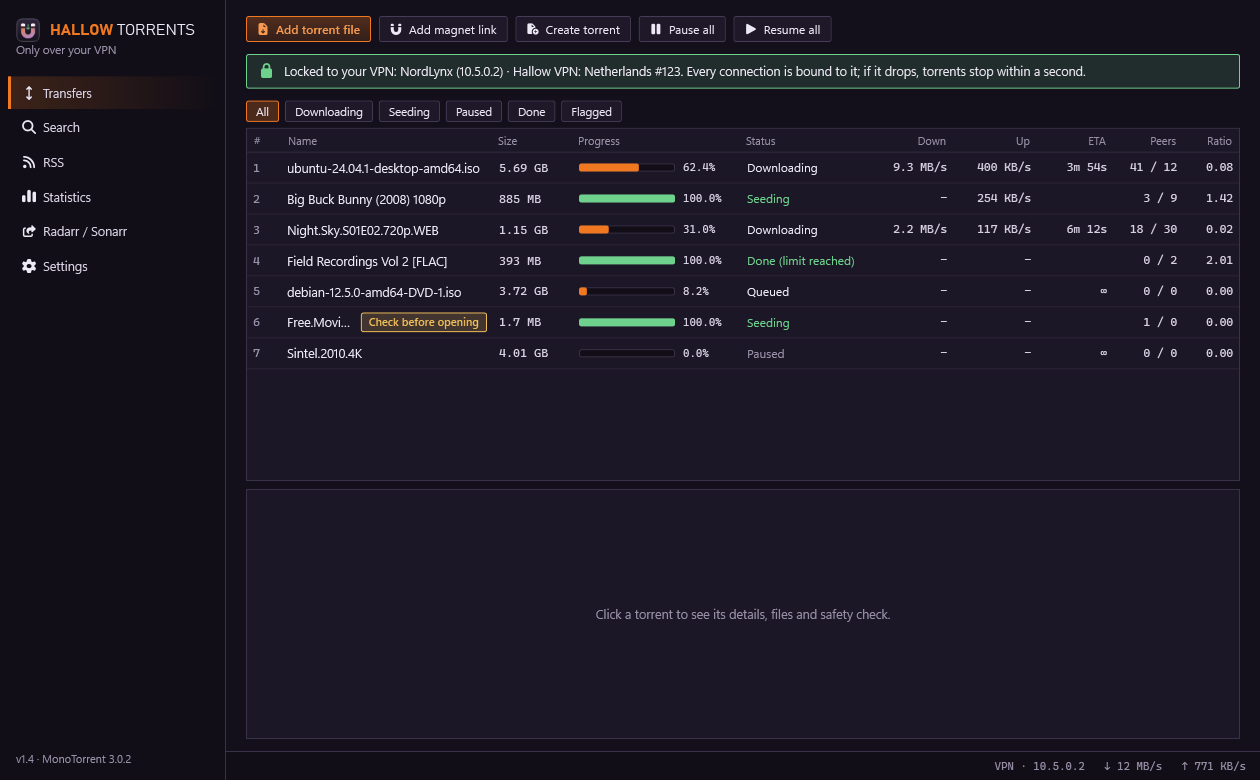 HALLOW TORRENTS
Only over your VPN
Transfers
Search
RSS
Statistics
Radarr / Sonarr
Settings
v1.4 · MonoTorrent 3.0.2
Add torrent file
Add magnet link
Create torrent
Pause all
Resume all
Locked to your VPN: NordLynx (10.5.0.2) · Hallow VPN: Netherlands #123. Every connection is bound to it; if it drops, torrents stop within a second.
All Downloading Seeding Paused Done Flagged
# Name Size Progress Status Down Up ETA Peers Ratio
1 ubuntu-24.04.1-desktop-amd64.iso 5.69 GB 62.4% Downloading 9.3 MB/s 400 KB/s 3m 54s 41 / 12 0.08
2 Big Buck Bunny (2008) 1080p 885 MB 100.0% Seeding – 254 KB/s 3 / 9 1.42
3 Night.Sky.S01E02.720p.WEB 1.15 GB 31.0% Downloading 2.2 MB/s 117 KB/s 6m 12s 18 / 30 0.02
4 Field Recordings Vol 2 [FLAC] 393 MB 100.0% Done (limit reached) – – 0 / 2 2.01
5 debian-12.5.0-amd64-DVD-1.iso 3.72 GB 8.2% Queued – – ∞ 0 / 0 0.00
6 Free.Movi... Check before opening 1.7 MB 100.0% Seeding – – 1 / 0 0.00
7 Sintel.2010.4K 4.01 GB 0.0% Paused – – ∞ 0 / 0 0.00
Click a torrent to see its details, files and safety check.
VPN · 10.5.0.2 ↓ 12 MB/s ↑ 771 KB/s